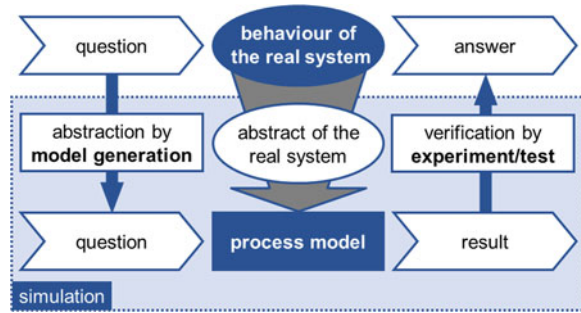 question
behaviour of
the real system
answer
abstraction by
model generation
abstract of the
real system
verification by
experiment/test
question
process model
result
simulation